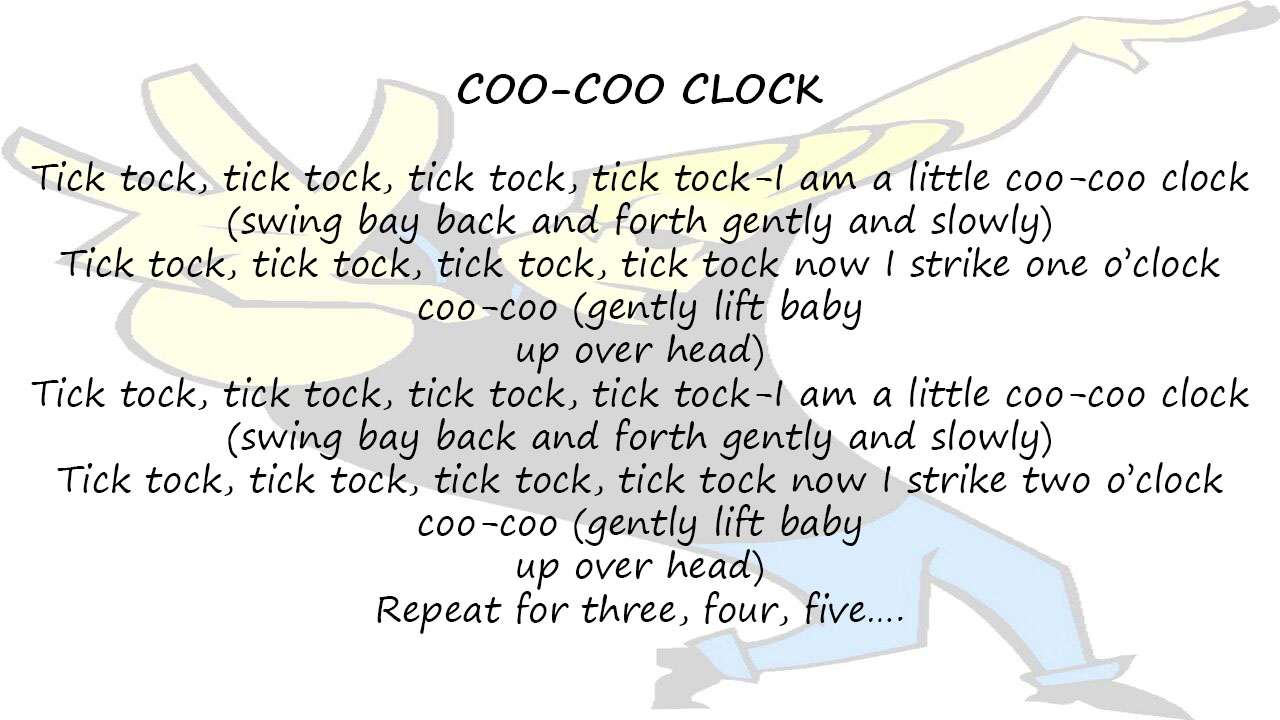 COO-COO CLOCK
Tick tock, tick tock, tick tock, tick tock-I am a little coo-coo clock
(swing bay back and forth gently and slowly)
Tick tock, tick tock, tick tock, tick tock now I strike one o’clock
coo-coo (gently lift baby
up over head)
Tick tock, tick tock, tick tock, tick tock-I am a little coo-coo clock
(swing bay back and forth gently and slowly)
Tick tock, tick tock, tick tock, tick tock now I strike two o’clock
coo-coo (gently lift baby
up over head)
Repeat for three, four, five….